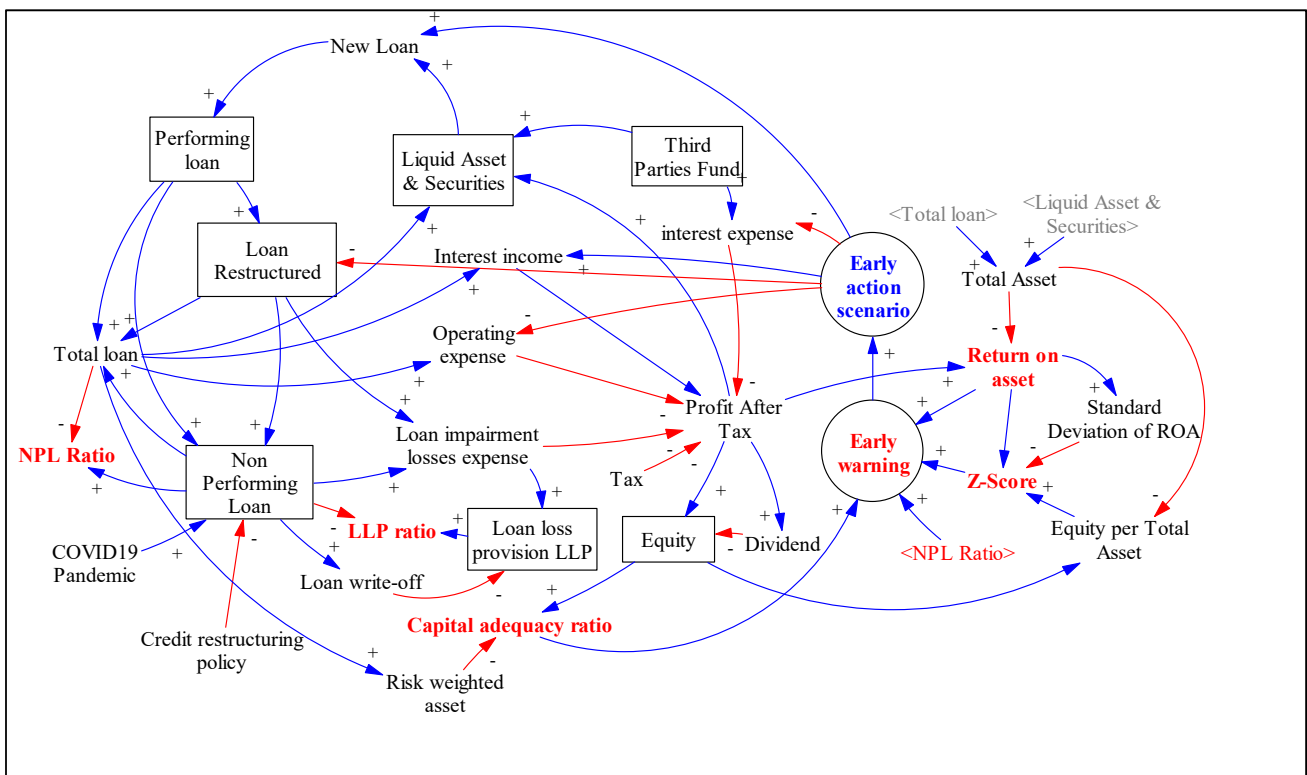 New Loan
Performing
loan
Liquid Asset
& Securities
Third
Parties Fund
Loan
Restructured
Interest income
interest expense
Early
action
scenario
<Total loan>
<Liquid Asset &
Securities>
Total Asset
Total loan
Operating
expense
Return on
asset
Profit After
Tax
Standard
Deviation of ROA
NPL Ratio
Non
Performing
Loan
Loan impairment
losses expense
Tax
Early
warning
Z-Score
COVID19
Pandemic
LLP ratio
Loan loss
provision LLP
Equity
Dividend
<NPL Ratio>
Equity per Total
Asset
Loan write-off
Capital adequacy ratio
Credit restructuring
policy
Risk weighted
asset